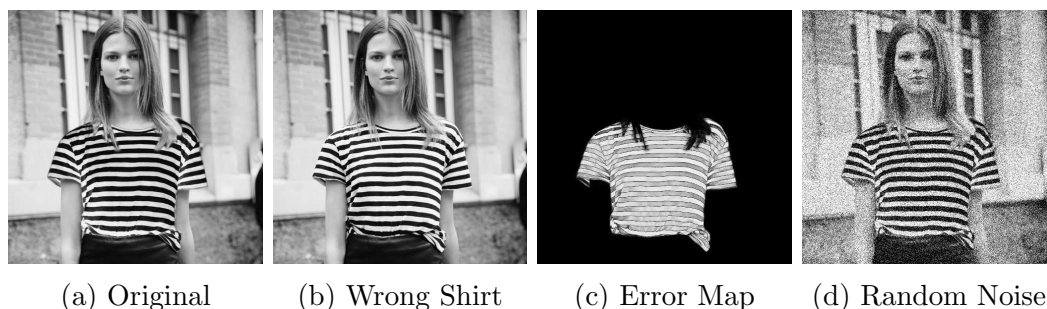 (a) Original
(b) Wrong Shirt
(c) Error Map
(d) Random Noise